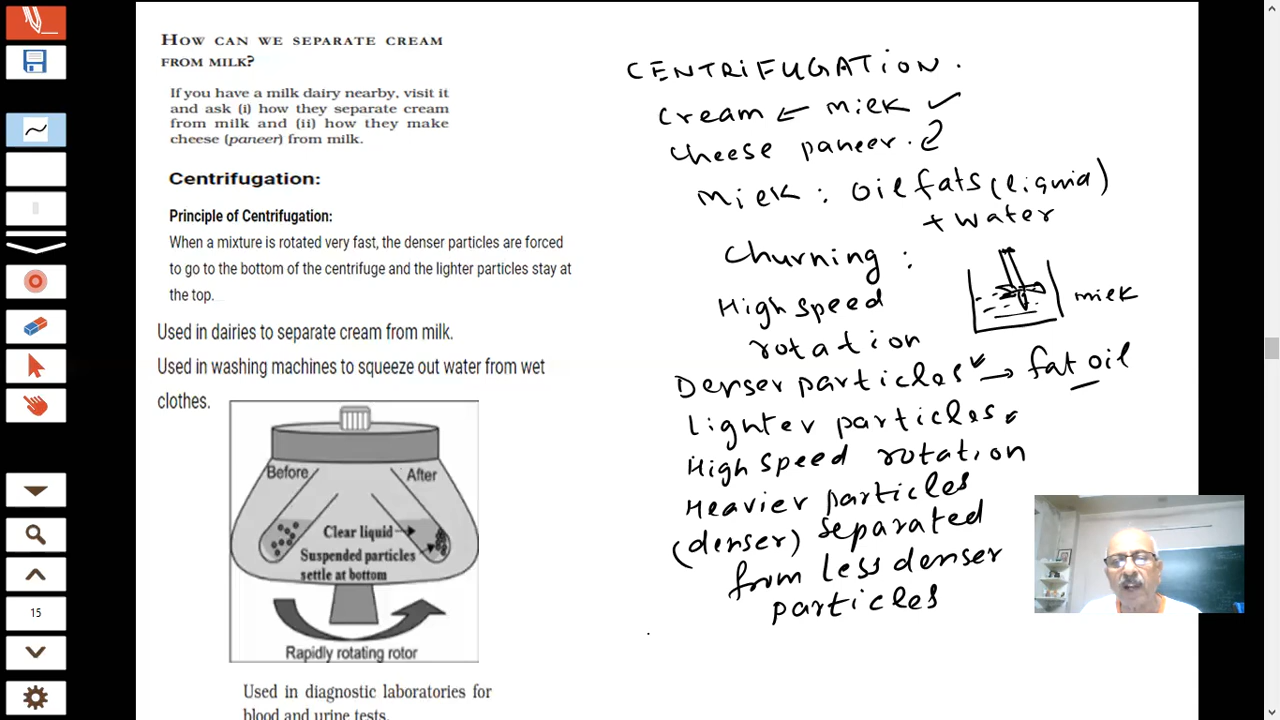 HOW CAN WE SEPARATE CREAM
FROM MILK?
If you have a milk dairy nearby, visit it
and ask (i) how they separate cream
from milk and (ii) how they make
cheese (paneer) from milk.
Centrifugation:
Principle of Centrifugation:
When a mixture is rotated very fast, the denser particles are forced
to go to the bottom of the centrifuge and the lighter particles stay at
the top.
Used in dairies to separate cream from milk.
Used in washing machines to squeeze out water from wet
clothes.
Before
After
Clear liquid
Suspended particles
settle at bottom
Rapidly rotating rotor
Used in diagnostic laboratories for
blood and urine tests.
CENTRIFUGATION.
Cream ← milk ✓
Cheese paneer.
milk : oil fats (liquid)
+ water
Churning :
High speed
rotation
milk
Denser particles → fat oil
Lighter particles
High speed rotation
Heavier particles
(denser) separated
from less denser
particles
15